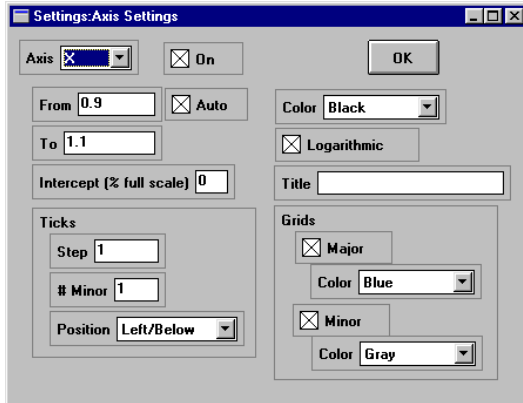 Settings:Axis Settings
Axis X
On
OK
From 0.9
Auto
Color Black
To 1.1
Logarithmic
Intercept (% full scale) 0
Title
Ticks
Step 1
# Minor 1
Position Left/Below
Grids
Major
Color Blue
Minor
Color Gray